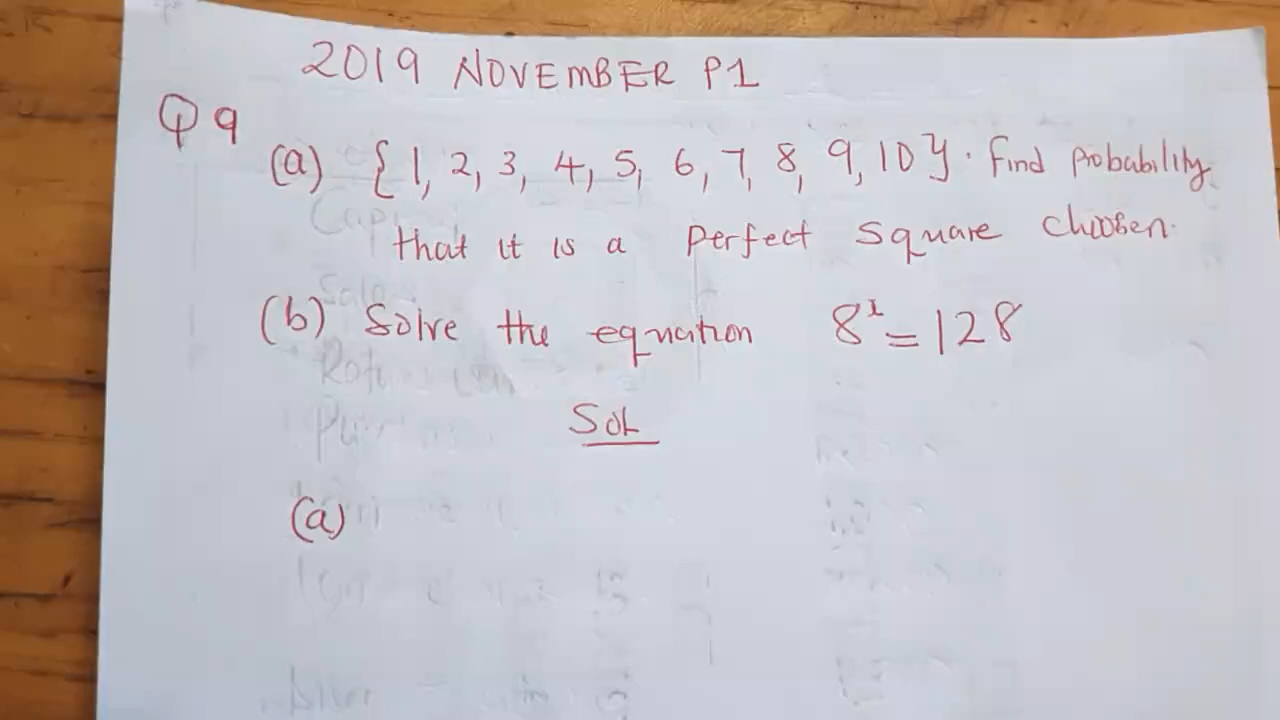 2019 NOVEMBER P1
Q9
(a) {1, 2, 3, 4, 5, 6, 7, 8, 9, 10}. Find probability
that it is a perfect square choosen.
(b) Solve the equation 8ˣ = 128
Sol
(a)